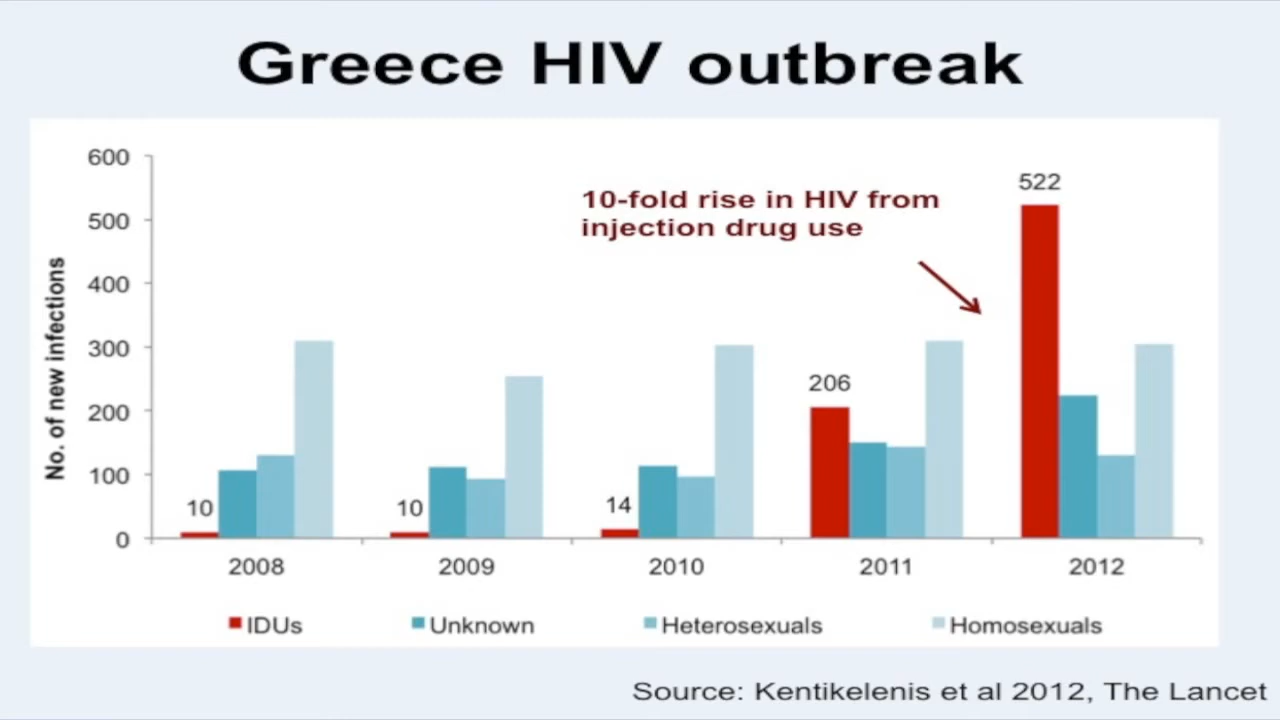 Greece HIV outbreak
No. of new infections
600
500
400
300
200
100
0
10-fold rise in HIV from
injection drug use
10
10
14
206
522
2008 2009 2010 2011 2012
IDUs Unknown Heterosexuals Homosexuals
Source: Kentikelenis et al 2012, The Lancet